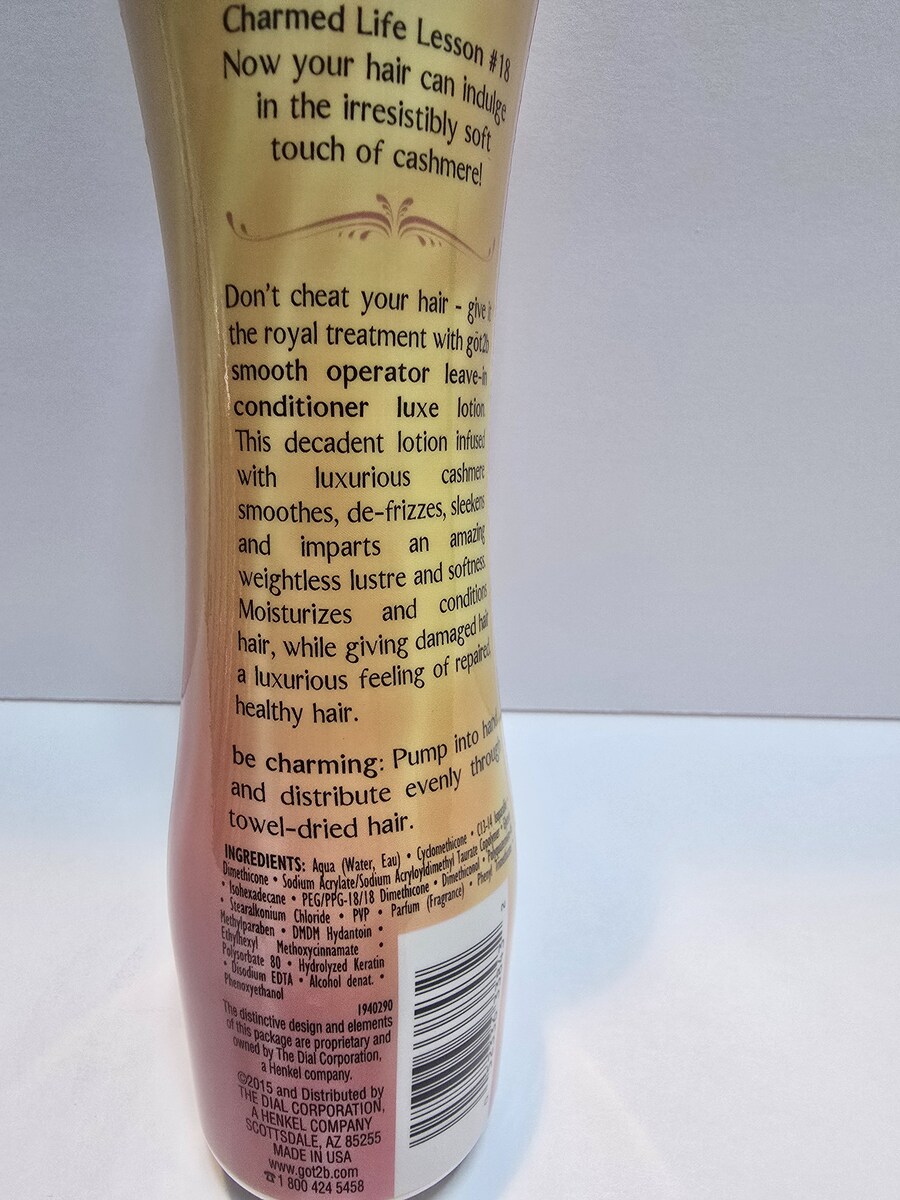 Charmed Life Lesson #18
Now your hair can indulge
in the irresistibly soft
touch of cashmere!
Don't cheat your hair - give it
the royal treatment with göt2b
smooth operator leave-in
conditioner luxe lotion.
This decadent lotion infused
with luxurious cashmere
smoothes, de-frizzes, sleekens
and imparts an amazing
weightless lustre and softness.
Moisturizes and conditions
hair, while giving damaged hair
a luxurious feeling of repaired,
healthy hair.
be charming: Pump into
and distribute evenly through
towel-dried hair.
INGREDIENTS: Aqua (Water, Eau) • Cyclomethicone • C13-14
Dimethicone • Sodium Acrylate/Sodium Acryloyldimethyl Taurate Copolymer •
• Isohexadecane • PEG/PPG-18/18 Dimethicone • Dimethiconol •
• Stearalkonium Chloride • PVP • Parfum (Fragrance) •
Methylparaben • DMDM Hydantoin •
Ethylhexyl Methoxycinnamate •
Polysorbate 80 • Hydrolyzed Keratin
• Disodium EDTA • Alcohol denat. •
Phenoxyethanol
1940290
The distinctive design and elements
of this package are proprietary and
owned by The Dial Corporation,
a Henkel company.
©2015 and Distributed by
THE DIAL CORPORATION,
A HENKEL COMPANY
SCOTTSDALE, AZ 85255
MADE IN USA
www.got2b.com
☎1 800 424 5458